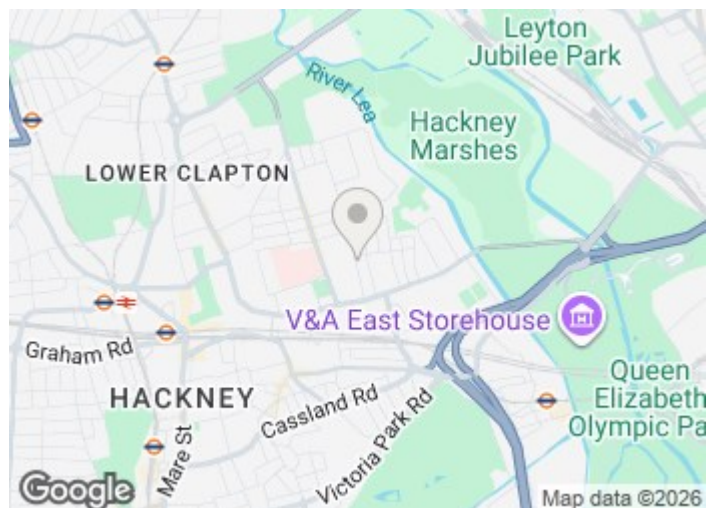 Leyton
Jubilee Park
River Lea
Hackney
Marshes
LOWER CLAPTON
V&A East Storehouse
Graham Rd
HACKNEY
Cassland Rd
Mare St
Victoria Park Rd
Queen
Elizabeth
Olympic Pa
Google
Map data ©2026